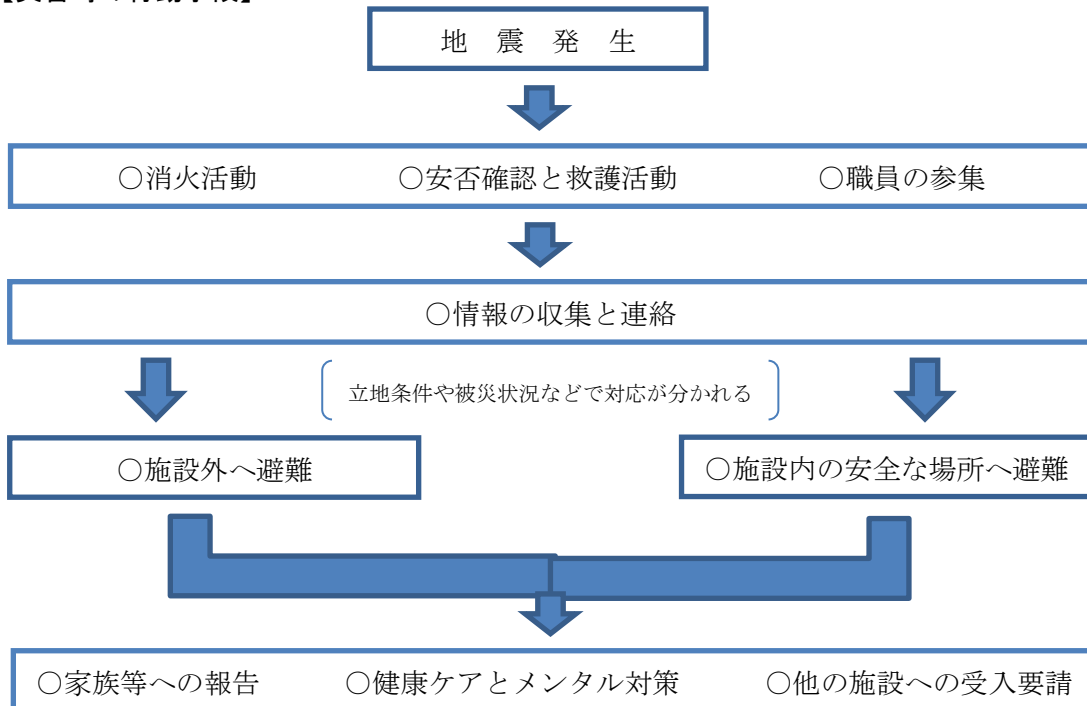 地　震　発　生
○消火活動　○安否確認と救護活動　○職員の参集
○情報の収集と連絡
立地条件や被災状況などで対応が分かれる
○施設外へ避難　○施設内の安全な場所へ避難
○家族等への報告　○健康ケアとメンタル対策　○他の施設への受入要請